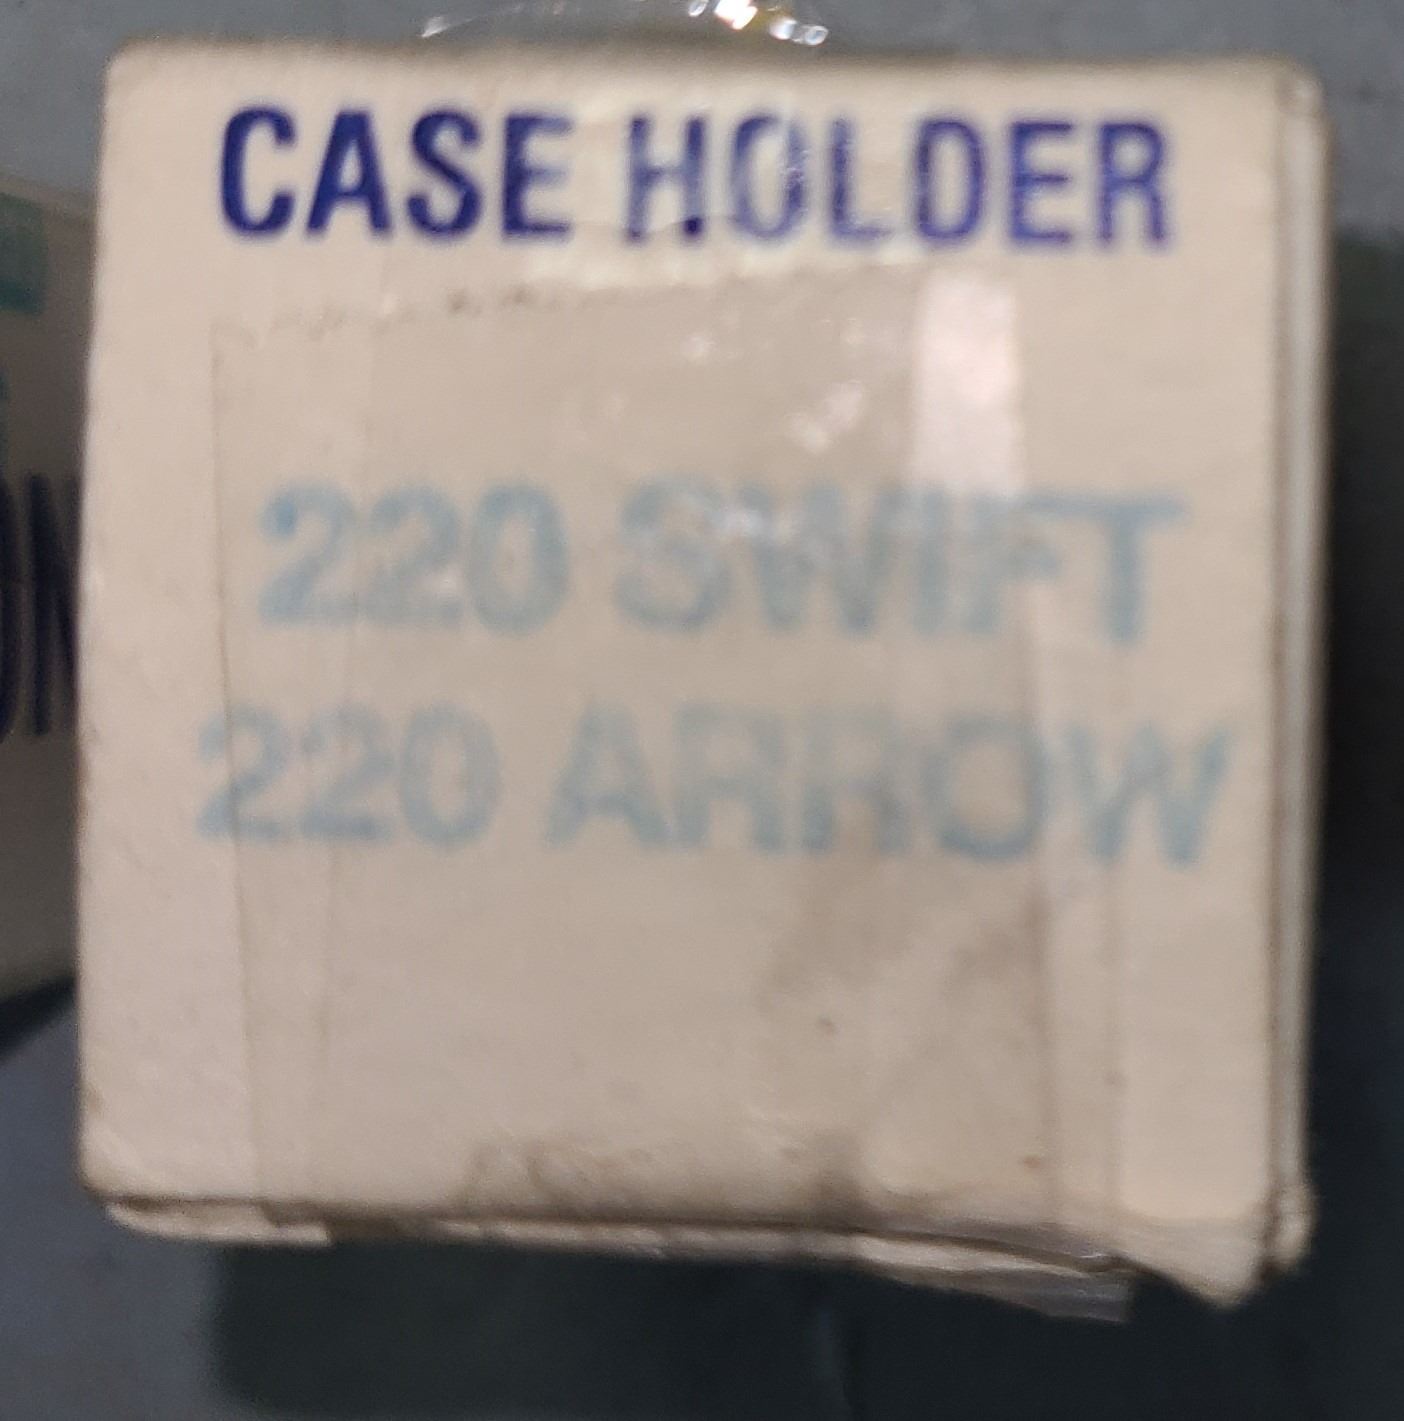 CASE HOLDER
220 SWIFT
220 ARROW